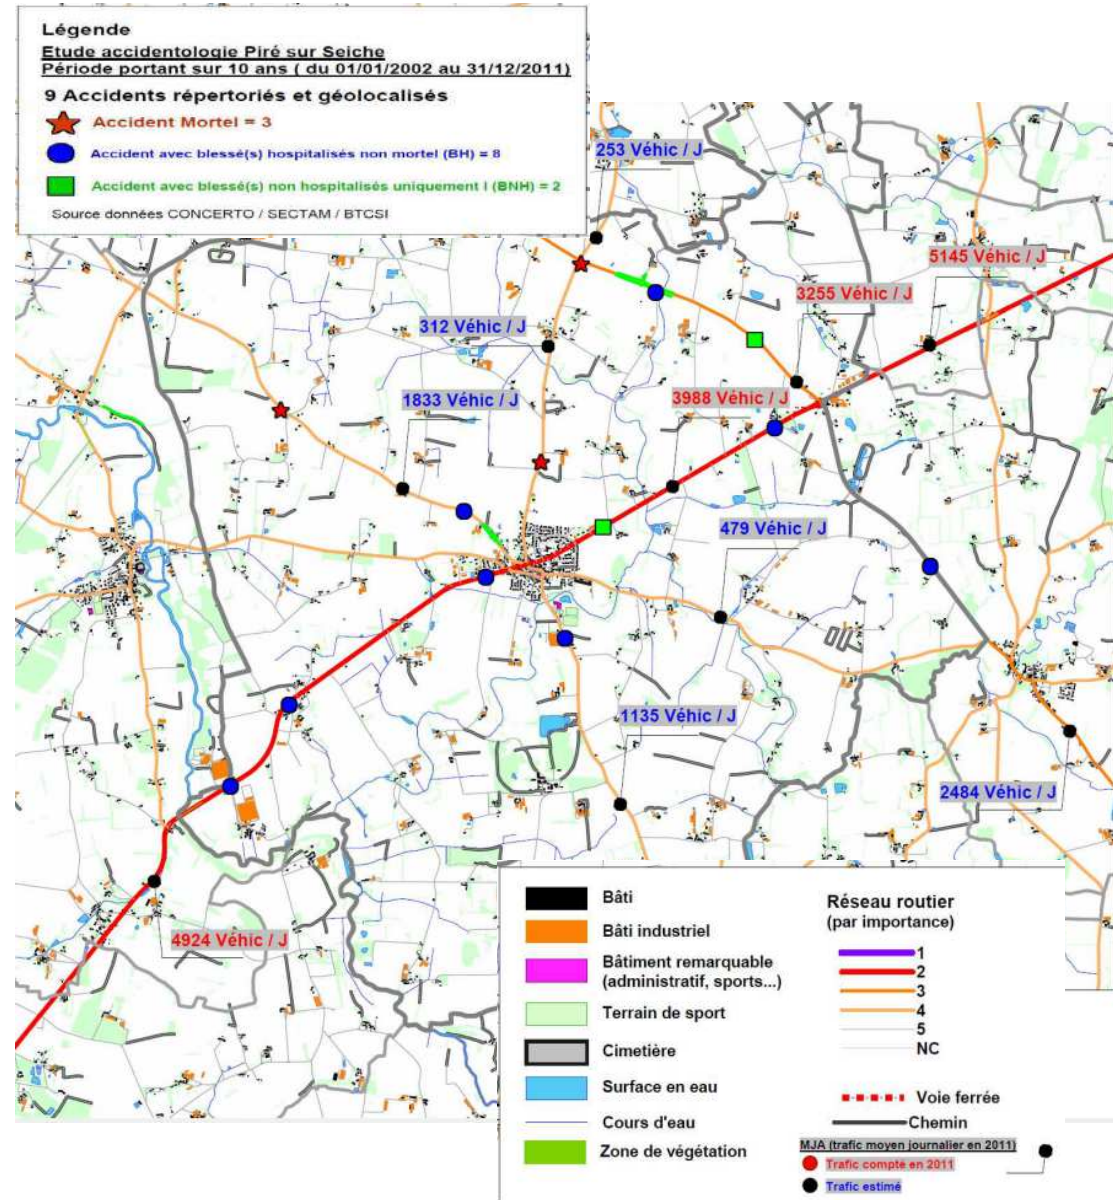 Légende
Etude accidentologie Piré sur Seiche
Période portant sur 10 ans ( du 01/01/2002 au 31/12/2011)
9 Accidents répertoriés et géolocalisés
Accident Mortel = 3
Accident avec blessé(s) hospitalisés non mortel (BH) = 8
Accident avec blessé(s) non hospitalisés uniquement l (BNH) = 2
Source données CONCERTO / SECTAM / BTCSI
253 Véhic / J
5145 Véhic / J
3255 Véhic / J
312 Véhic / J
1833 Véhic / J
3988 Véhic / J
479 Véhic / J
1135 Véhic / J
2484 Véhic / J
4924 Véhic / J
Bâti
Bâti industriel
Bâtiment remarquable
(administratif, sports...)
Terrain de sport
Cimetière
Surface en eau
Cours d'eau
Zone de végétation
Réseau routier
(par importance)
1
2
3
4
5
NC
Voie ferrée
Chemin
MJA (trafic moyen journalier en 2011)
Trafic compté en 2011
Trafic estimé